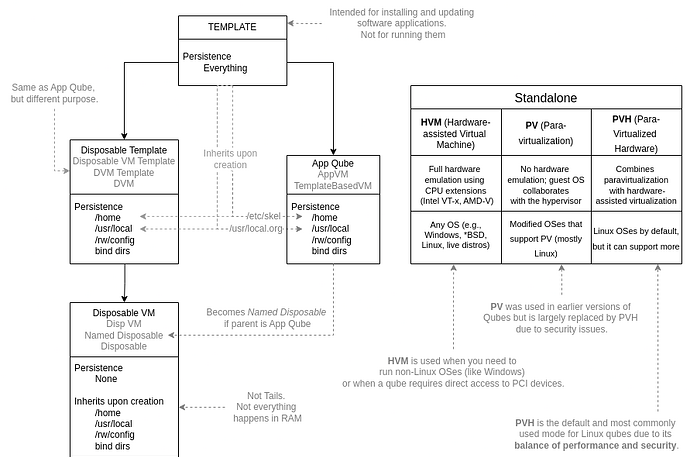 Intended for installing and updating
software applications.
Not for running them
TEMPLATE
Persistence
Everything
Same as App Qube,
but different purpose.
Inherits upon
creation
Disposable Template
Disposable VM Template
DVM Template
DVM
Persistence
/home
/usr/local
/rw/config
bind dirs
/etc/skel
/usr/local.org
App Qube
AppVM
TemplateBasedVM
Persistence
/home
/usr/local
/rw/config
bind dirs
Disposable VM
Disp VM
Named Disposable
Disposable
Persistence
None
Inherits upon creation
/home
/usr/local
/rw/config
bind dirs
Becomes Named Disposable
if parent is App Qube
Not Tails.
Not everything
happens in RAM
Standalone
HVM (Hardware-
assisted Virtual
Machine)
PV (Para-
virtualization)
PVH (Para-
Virtualized
Hardware)
Full hardware
emulation using
CPU extensions
(Intel VT-x, AMD-V)
No hardware
emulation; guest OS
collaborates
with the hypervisor
Combines
paravirtualization
with hardware-
assisted virtualization
Any OS (e.g.,
Windows, *BSD,
Linux, live distros)
Modified OSes that
support PV (mostly
Linux)
Linux OSes by default,
but it can support more
PV was used in earlier versions of
Qubes but is largely replaced by PVH
due to security issues.
HVM is used when you need to
run non-Linux OSes (like Windows)
or when a qube requires direct access to PCI devices.
PVH is the default and most commonly
used mode for Linux qubes due to its
balance of performance and security.